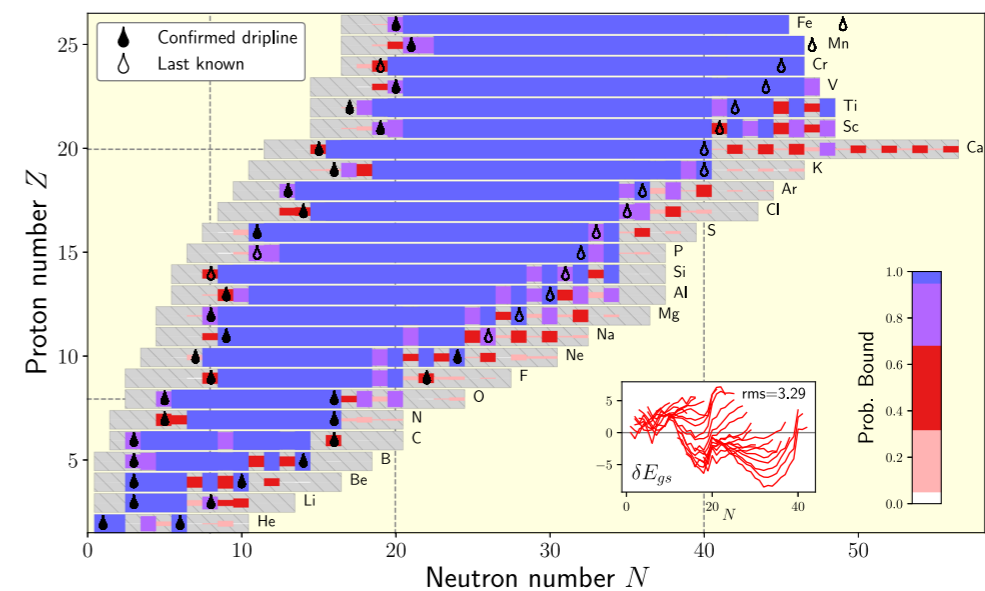 Confirmed dripline
Last known
Fe
Mn
Cr
V
Ti
Sc
Ca
K
Ar
Cl
S
P
Si
Al
Mg
Na
Ne
F
O
N
C
B
Be
Li
He
Proton number Z
25
20
15
10
5
0
10
20
30
40
50
Neutron number N
rms=3.29
5
0
−5
δE_gs
0
20
40
N
Prob. Bound
1.0
0.8
0.6
0.4
0.2
0.0